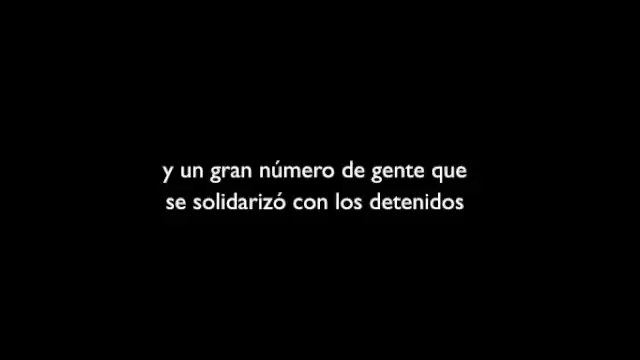 y un gran número de gente que
se solidarizó con los detenidos